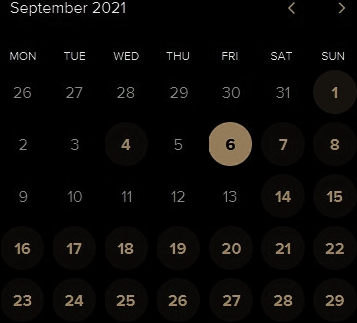 September 2021
MON TUE WED THU FRI SAT SUN
26 27 28 29 30 31 1
2 3 4 5 6 7 8
9 10 11 12 13 14 15
16 17 18 19 20 21 22
23 24 25 26 27 28 29